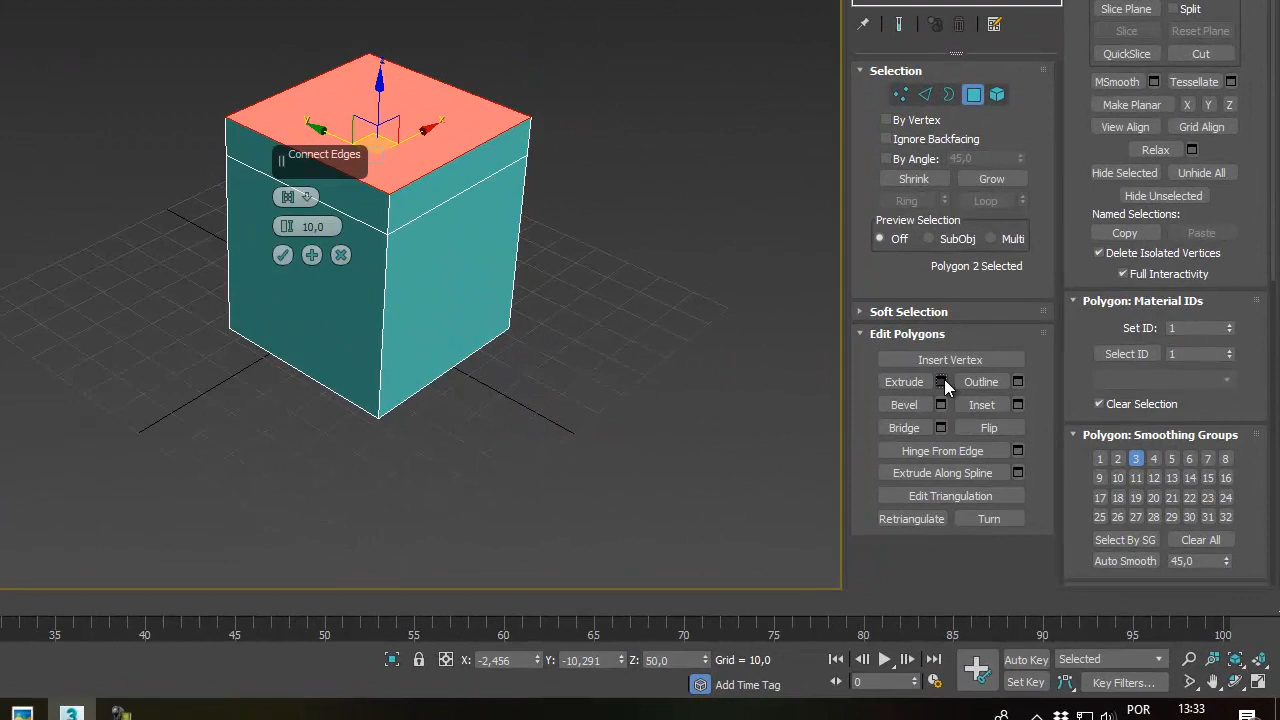 Slice Plane Split
Slice Reset Plane
QuickSlice Cut
MSmooth Tessellate
Make Planar X Y Z
View Align Grid Align
Relax
Hide Selected Unhide All
Hide Unselected
Named Selections:
Copy Paste
Delete Isolated Vertices
Full Interactivity
Selection
By Vertex
Ignore Backfacing
By Angle: 45,0
Shrink Grow
Ring Loop
Preview Selection
Off SubObj Multi
Polygon 2 Selected
Soft Selection
Edit Polygons
Insert Vertex
Extrude Outline
Bevel Inset
Bridge Flip
Hinge From Edge
Extrude Along Spline
Edit Triangulation
Retriangulate Turn
Polygon: Material IDs
Set ID: 1
Select ID 1
Clear Selection
Polygon: Smoothing Groups
1 2 3 4 5 6 7 8
9 10 11 12 13 14 15 16
17 18 19 20 21 22 23 24
25 26 27 28 29 30 31 32
Select By SG Clear All
Auto Smooth 45,0
z
y x
Connect Edges
10,0
35 40 45 50 55 60 65 70 75 80 85 90 95 100
X: -2,456 Y: -10,291 Z: 50,0 Grid = 10,0
Add Time Tag
0
Auto Key Selected
Set Key Key Filters...
3
POR 13:33